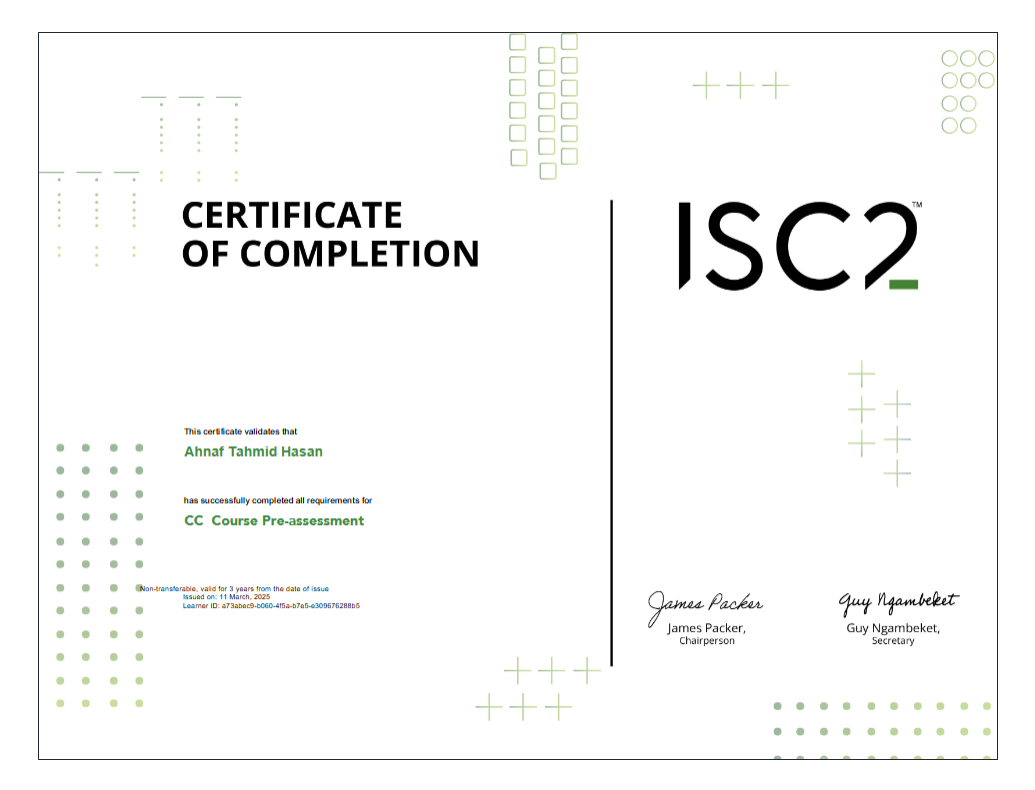 CERTIFICATE
OF COMPLETION
ISC2™
This certificate validates that
Ahnaf Tahmid Hasan
has successfully completed all requirements for
CC Course Pre-assessment
Non-transferable, valid for 3 years from the date of issue
Issued on: 11 March, 2025
Learner ID: a73abec9-b060-4f5a-b7e5-e309676288b5
James Packer
James Packer,
Chairperson
Guy Ngambeket
Guy Ngambeket,
Secretary